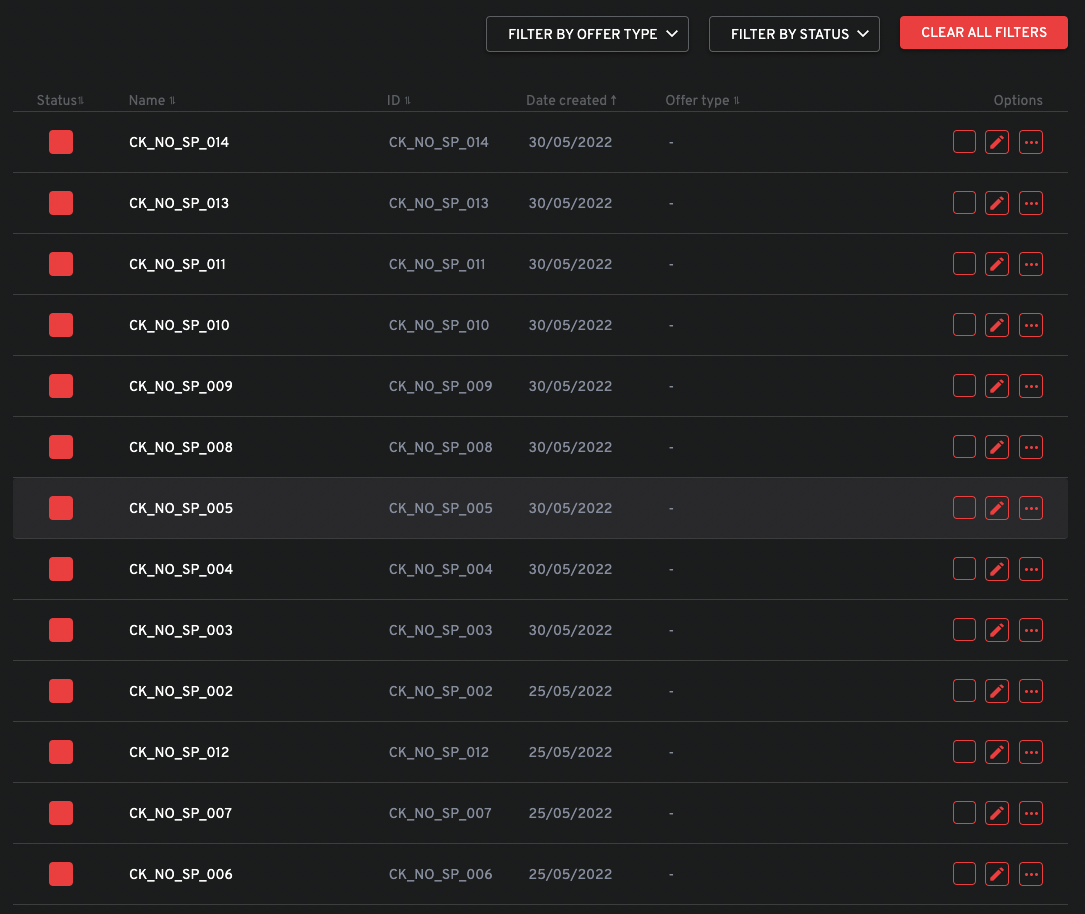 FILTER BY OFFER TYPE FILTER BY STATUS CLEAR ALL FILTERS
Status Name ID Date created Offer type Options
CK_NO_SP_014 CK_NO_SP_014 30/05/2022 -
CK_NO_SP_013 CK_NO_SP_013 30/05/2022 -
CK_NO_SP_011 CK_NO_SP_011 30/05/2022 -
CK_NO_SP_010 CK_NO_SP_010 30/05/2022 -
CK_NO_SP_009 CK_NO_SP_009 30/05/2022 -
CK_NO_SP_008 CK_NO_SP_008 30/05/2022 -
CK_NO_SP_005 CK_NO_SP_005 30/05/2022 -
CK_NO_SP_004 CK_NO_SP_004 30/05/2022 -
CK_NO_SP_003 CK_NO_SP_003 30/05/2022 -
CK_NO_SP_002 CK_NO_SP_002 25/05/2022 -
CK_NO_SP_012 CK_NO_SP_012 25/05/2022 -
CK_NO_SP_007 CK_NO_SP_007 25/05/2022 -
CK_NO_SP_006 CK_NO_SP_006 25/05/2022 -